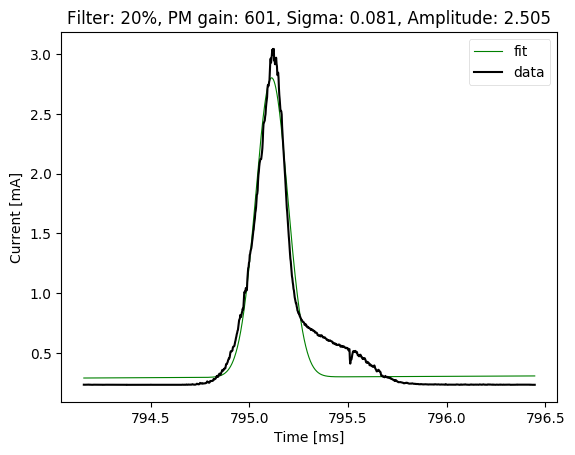 Filter: 20%, PM gain: 601, Sigma: 0.081, Amplitude: 2.505
fit
data
3.0
2.5
2.0
1.5
1.0
0.5
Current [mA]
794.5
795.0
795.5
796.0
796.5
Time [ms]